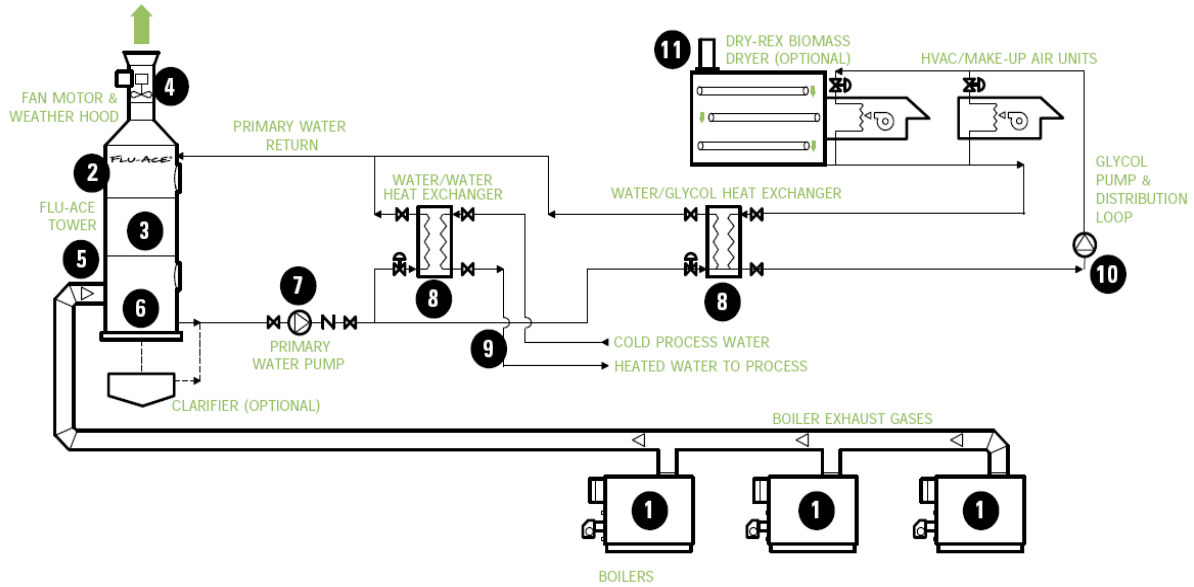 11
DRY-REX BIOMASS
DRYER (OPTIONAL)
HVAC/MAKE-UP AIR UNITS
4
FAN MOTOR &
WEATHER HOOD
PRIMARY WATER
RETURN
FLU-ACE®
2
WATER/WATER
HEAT EXCHANGER
WATER/GLYCOL HEAT EXCHANGER
GLYCOL
PUMP &
DISTRIBUTION
LOOP
FLU-ACE
TOWER
3
5
6
7
8
8
10
PRIMARY
WATER PUMP
9
COLD PROCESS WATER
HEATED WATER TO PROCESS
CLARIFIER (OPTIONAL)
BOILER EXHAUST GASES
1
1
1
BOILERS